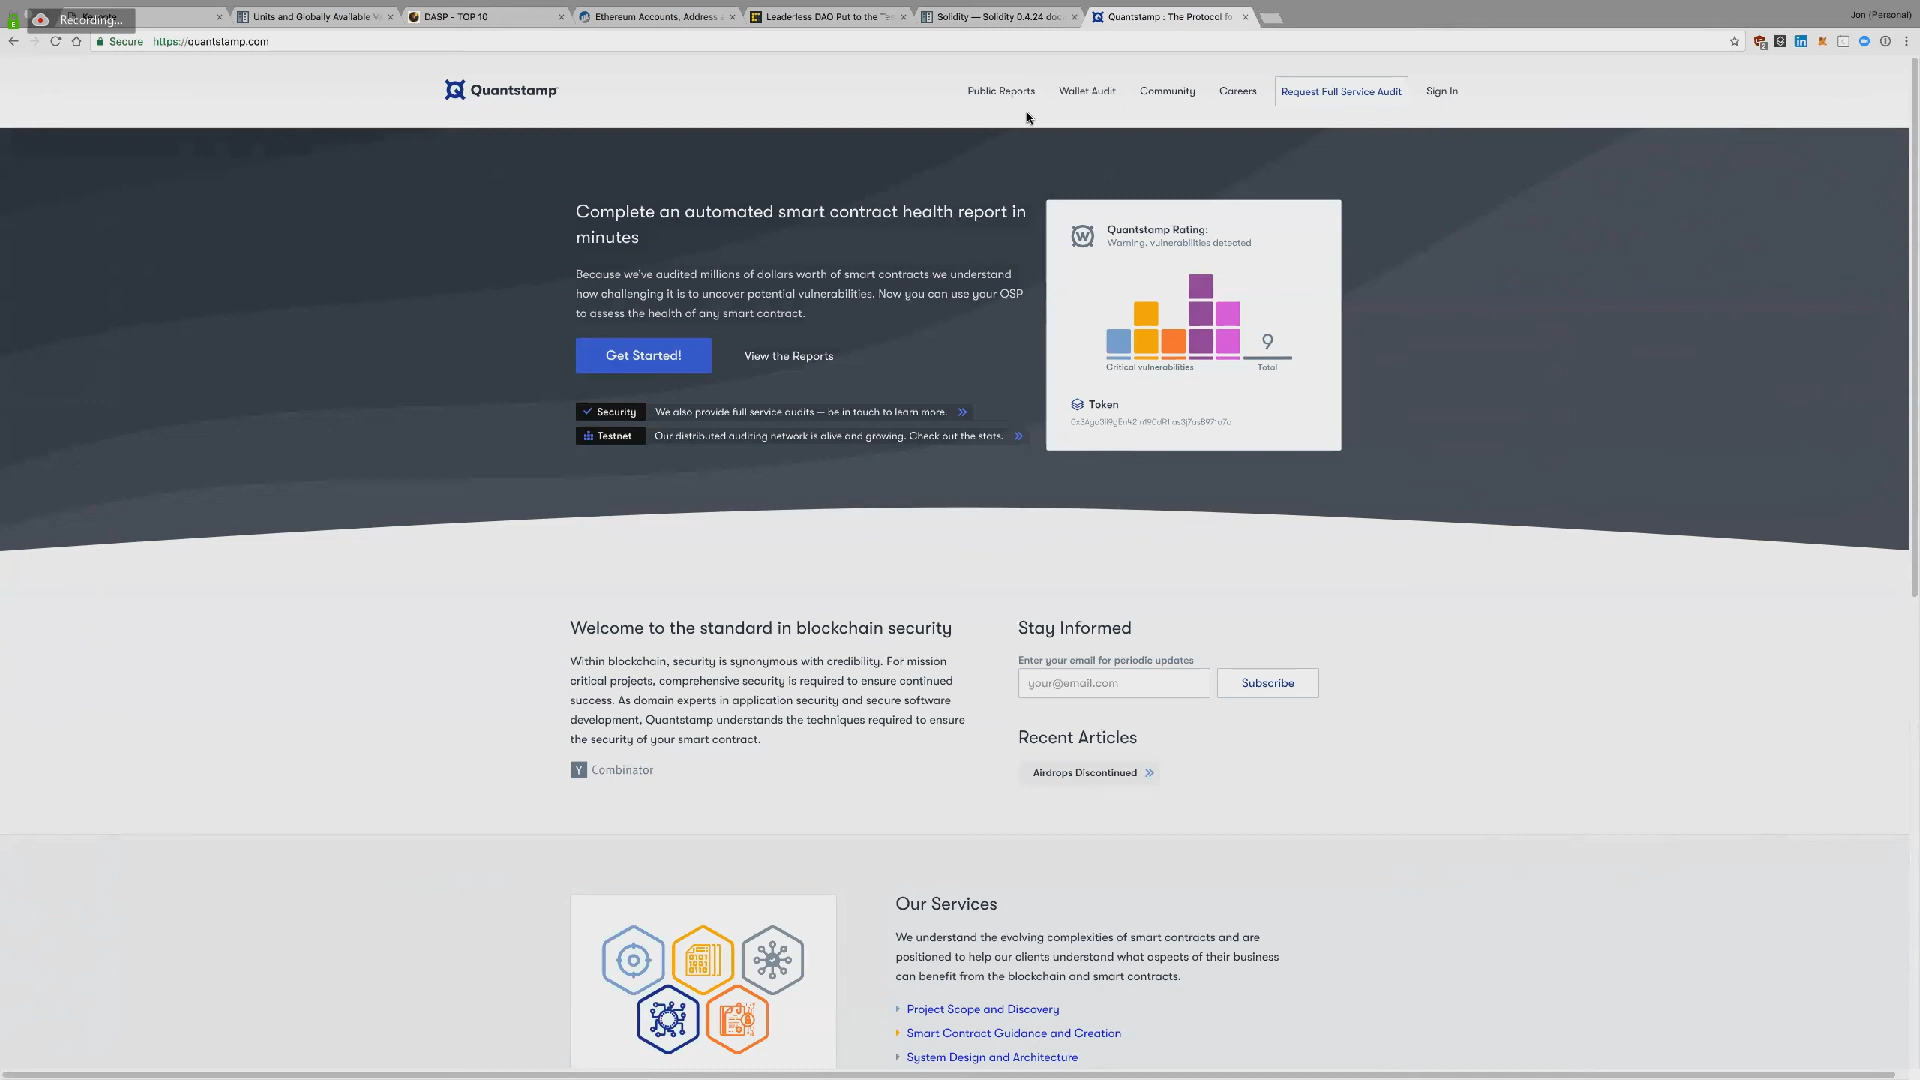 Recording...
Units and Globally Available V
DASP - TOP 10
Ethereum Accounts, Address
Leaderless DAO Put to the Te
Solidity — Solidity 0.4.24 doc
Quantstamp : The Protocol fo
Jon (Personal)
Secure
https://quantstamp.com
Quantstamp
Public Reports
Wallet Audit
Community
Careers
Request Full Service Audit
Sign In
Complete an automated smart contract health report in
minutes
Because we've audited millions of dollars worth of smart contracts we understand
how challenging it is to uncover potential vulnerabilities. Now you can use your QSP
to assess the health of any smart contract.
Get Started!
View the Reports
Security
We also provide full service audits — be in touch to learn more.
Testnet
Our distributed auditing network is alive and growing. Check out the stats.
Quantstamp Rating:
Warning, vulnerabilities detected
9
Critical vulnerabilities
Total
Token
Welcome to the standard in blockchain security
Within blockchain, security is synonymous with credibility. For mission
critical projects, comprehensive security is required to ensure continued
success. As domain experts in application security and secure software
development, Quantstamp understands the techniques required to ensure
the security of your smart contract.
Y Combinator
Stay Informed
Enter your email for periodic updates
your@email.com
Subscribe
Recent Articles
Airdrops Discontinued
Our Services
We understand the evolving complexities of smart contracts and are
positioned to help our clients understand what aspects of their business
can benefit from the blockchain and smart contracts.
Project Scope and Discovery
Smart Contract Guidance and Creation
System Design and Architecture